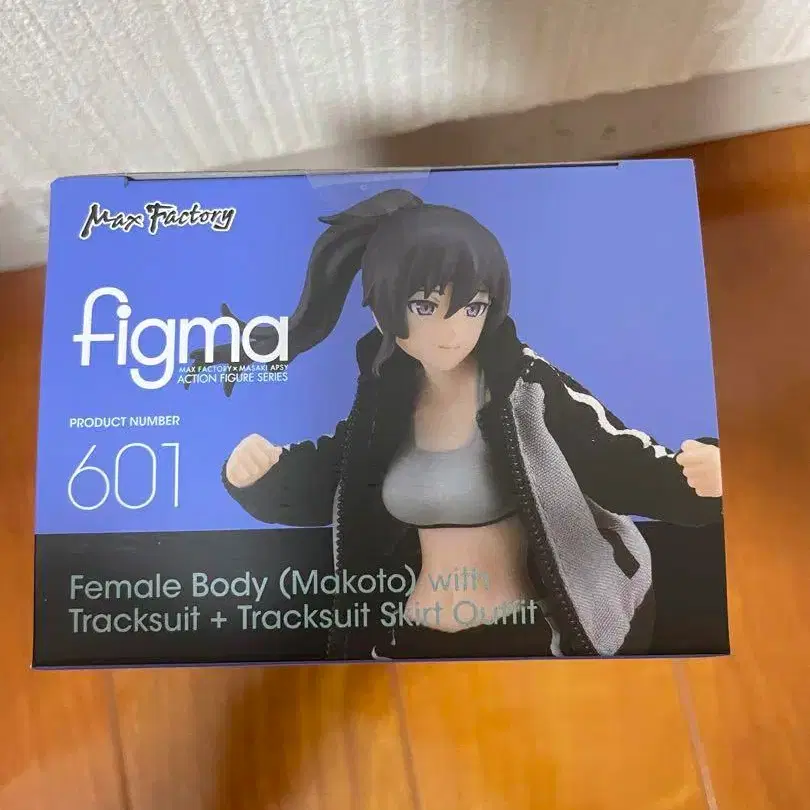 Max Factory
figma
MAX FACTORY × MASAKI APSY
ACTION FIGURE SERIES
PRODUCT NUMBER
601
Female Body (Makoto) with
Tracksuit + Tracksuit Skirt Outfit